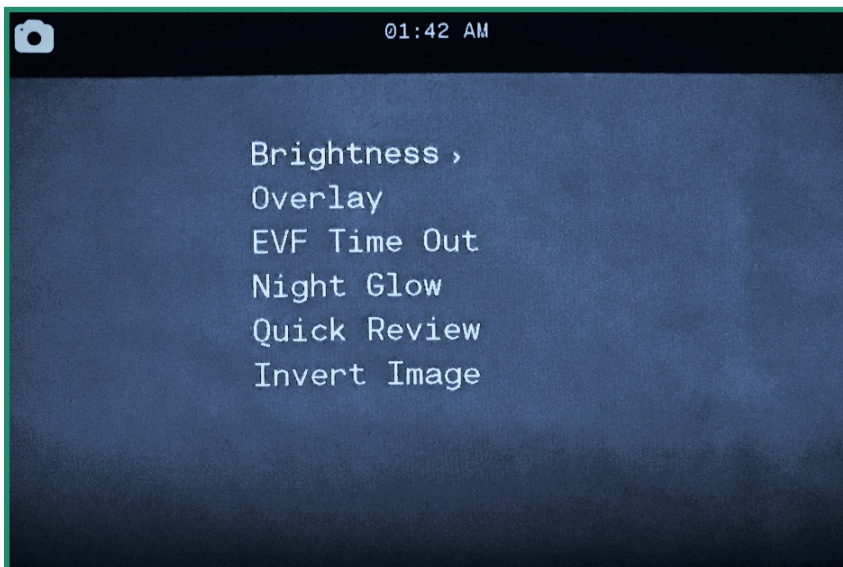 01:42 AM
Brightness ›
Overlay
EVF Time Out
Night Glow
Quick Review
Invert Image